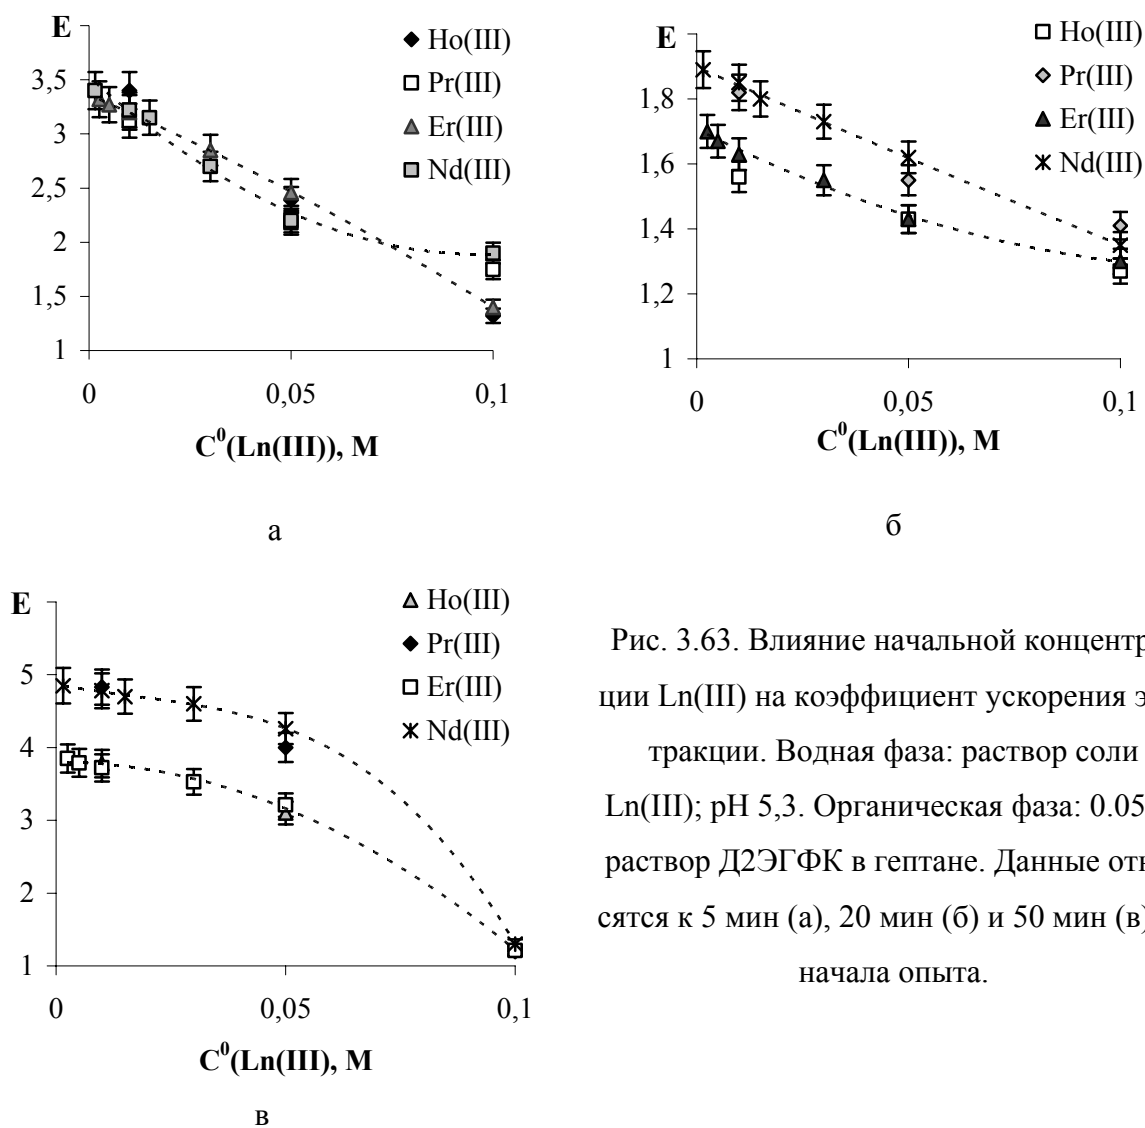 E
Ho(III)
Pr(III)
Er(III)
Nd(III)
3,5
3
2,5
2
1,5
1
0 0,05 0,1
C⁰(Ln(III)), M
а
E
Ho(III)
Pr(III)
Er(III)
Nd(III)
2
1,8
1,6
1,4
1,2
1
0 0,05 0,1
C⁰(Ln(III)), M
б
E
Ho(III)
Pr(III)
Er(III)
Nd(III)
5
4
3
2
1
0 0,05 0,1
C⁰(Ln(III), M
в
Рис. 3.63. Влияние начальной концентр
ции Ln(III) на коэффициент ускорения э
тракции. Водная фаза: раствор соли
Ln(III); pH 5,3. Органическая фаза: 0.05
раствор Д2ЭГФК в гептане. Данные отн
сятся к 5 мин (а), 20 мин (б) и 50 мин (в)
начала опыта.